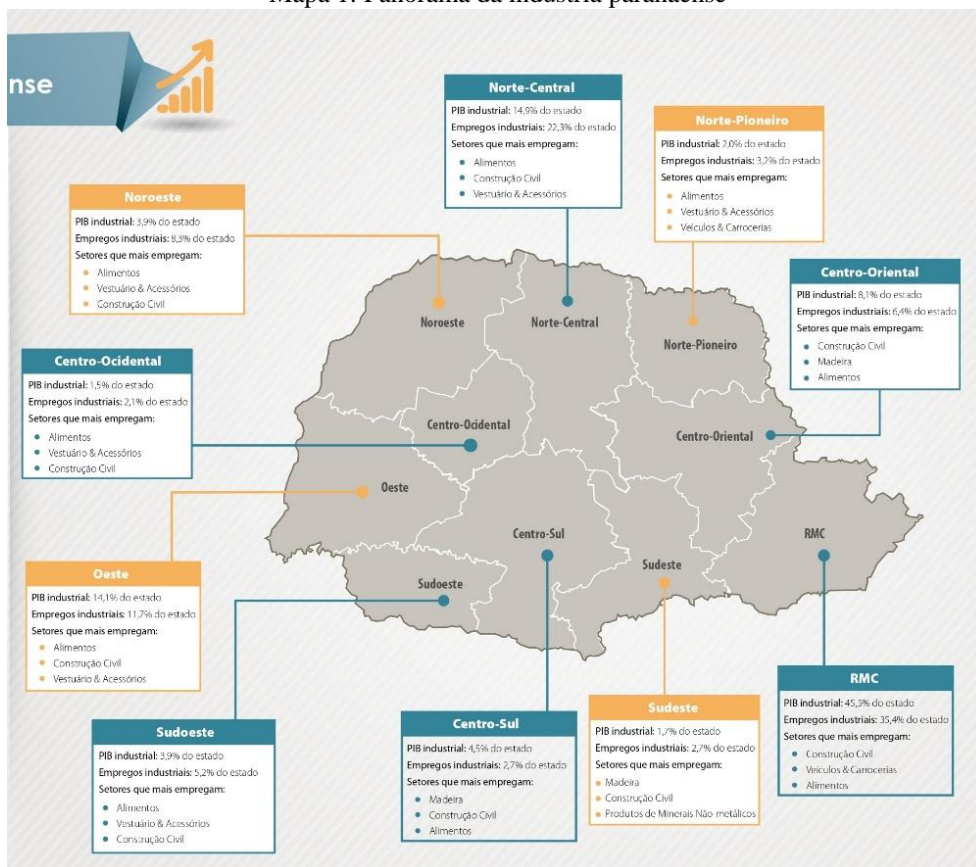 Mapa 1: Panorama da indústria paranaense
nse
Norte-Central
PIB industrial: 14,9% do estado
Empregos industriais: 22,3% do estado
Setores que mais empregam:
Alimentos
Construção Civil
Vestuário & Acessórios
Norte-Pioneiro
PIB industrial: 2,0% do estado
Empregos industriais: 3,2% do estado
Setores que mais empregam:
Alimentos
Vestuário & Acessórios
Veículos & Carrocerias
Noroeste
PIB industrial: 3,9% do estado
Empregos industriais: 8,3% do estado
Setores que mais empregam:
Alimentos
Vestuário & Acessórios
Construção Civil
Centro-Oriental
PIB industrial: 8,1% do estado
Empregos industriais: 6,4% do estado
Setores que mais empregam:
Construção Civil
Madeira
Alimentos
Centro-Ocidental
PIB industrial: 1,5% do estado
Empregos industriais: 2,1% do estado
Setores que mais empregam:
Alimentos
Vestuário & Acessórios
Construção Civil
Noroeste
Norte-Central
Norte-Pioneiro
Centro-Ocidental
Centro-Oriental
Oeste
Centro-Sul
RMC
Sudoeste
Sudeste
Oeste
PIB industrial: 14,1% do estado
Empregos industriais: 11,7% do estado
Setores que mais empregam:
Alimentos
Construção Civil
Vestuário & Acessórios
Sudoeste
PIB industrial: 3,9% do estado
Empregos industriais: 5,2% do estado
Setores que mais empregam:
Alimentos
Vestuário & Acessórios
Construção Civil
Centro-Sul
PIB industrial: 4,5% do estado
Empregos industriais: 2,7% do estado
Setores que mais empregam:
Madeira
Construção Civil
Alimentos
Sudeste
PIB industrial: 1,7% do estado
Empregos industriais: 2,7% do estado
Setores que mais empregam:
Madeira
Construção Civil
Produtos de Minerais Não-metálicos
RMC
PIB industrial: 45,5% do estado
Empregos industriais: 35,4% do estado
Setores que mais empregam:
Construção Civil
Veículos & Carrocerias
Alimentos